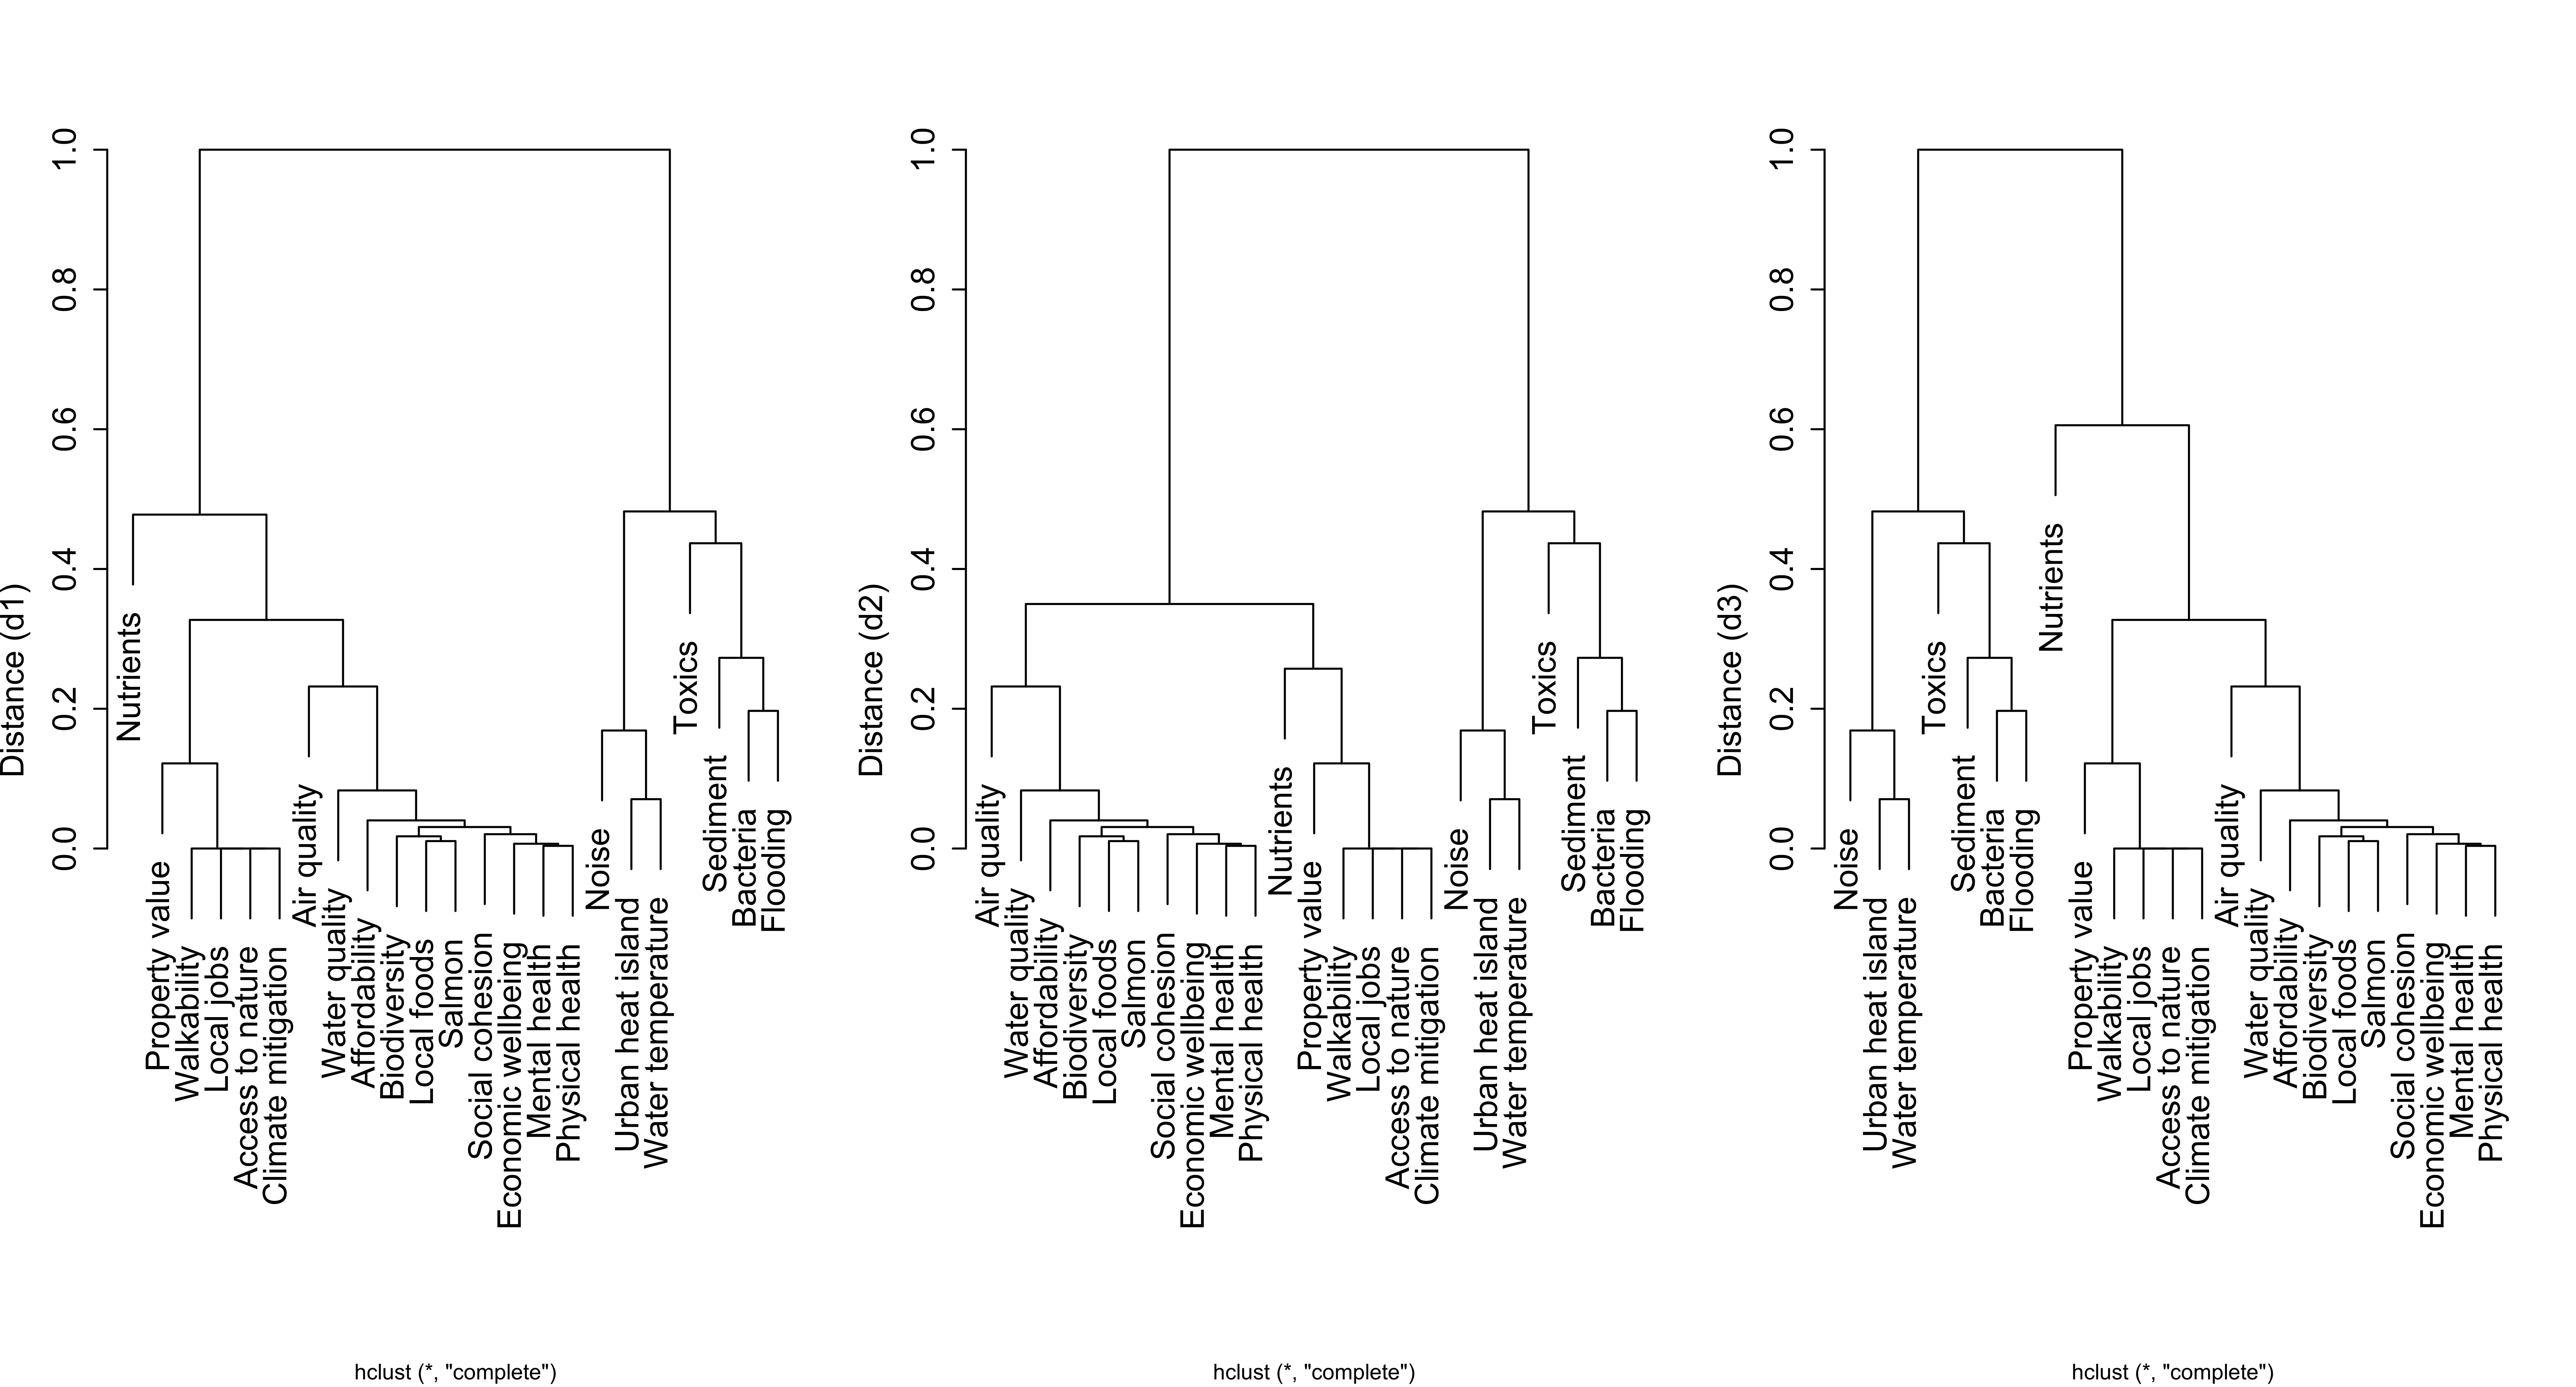 Distance (d1)
1.0
0.8
0.6
0.4
0.2
0.0
Nutrients
Property value
Walkability
Local jobs
Access to nature
Climate mitigation
Air quality
Water quality
Affordability
Biodiversity
Local foods
Salmon
Social cohesion
Economic wellbeing
Mental health
Physical health
Noise
Urban heat island
Water temperature
Toxics
Sediment
Bacteria
Flooding
hclust (*, "complete")
Distance (d2)
1.0
0.8
0.6
0.4
0.2
0.0
Air quality
Water quality
Affordability
Biodiversity
Local foods
Salmon
Social cohesion
Economic wellbeing
Mental health
Physical health
Nutrients
Property value
Walkability
Local jobs
Access to nature
Climate mitigation
Noise
Urban heat island
Water temperature
Toxics
Sediment
Bacteria
Flooding
hclust (*, "complete")
Distance (d3)
1.0
0.8
0.6
0.4
0.2
0.0
Noise
Urban heat island
Water temperature
Toxics
Sediment
Bacteria
Flooding
Nutrients
Property value
Walkability
Local jobs
Access to nature
Climate mitigation
Air quality
Water quality
Affordability
Biodiversity
Local foods
Salmon
Social cohesion
Economic wellbeing
Mental health
Physical health
hclust (*, "complete")